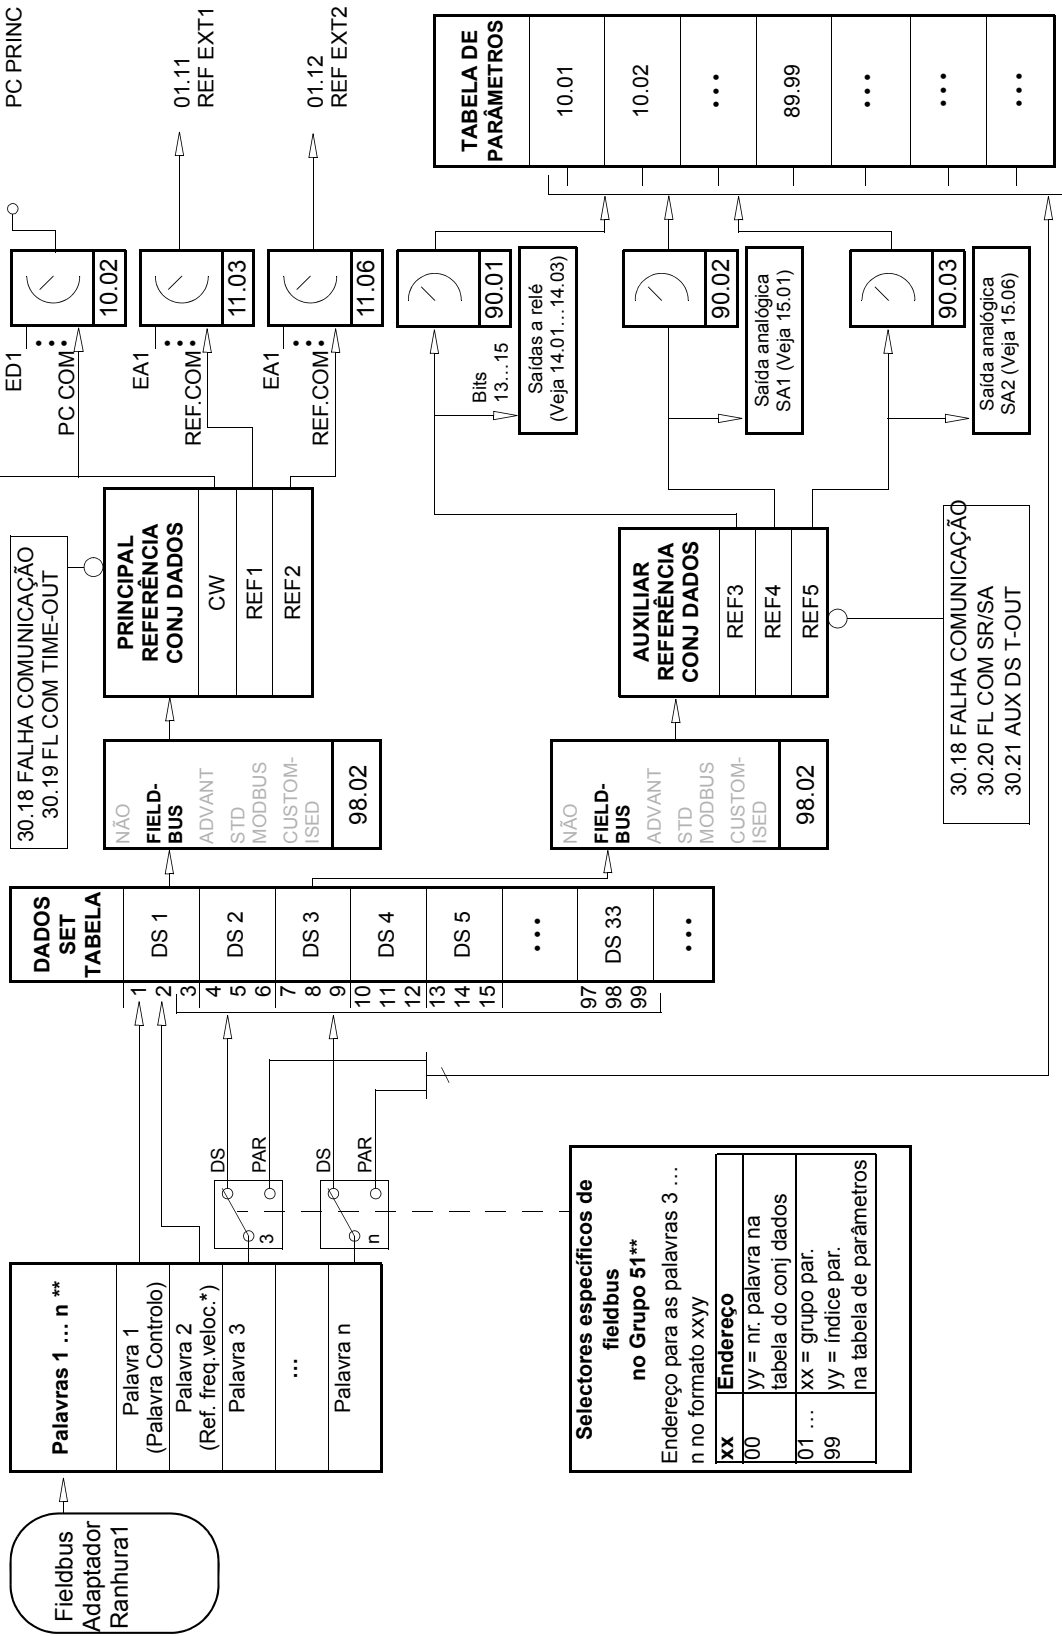 Fieldbus
Adaptador
Ranhura1
Palavras 1 ... n **
Palavra 1
(Palavra Controlo)
Palavra 2
(Ref. freq.veloc.*)
Palavra 3
...
Palavra n
DS
PAR
3
DS
PAR
n
Selectores específicos de
fieldbus
no Grupo 51**
Endereço para as palavras 3 ...
n no formato xxyy
xx Endereço
00 yy = nr. palavra na
tabela do conj dados
01 ... xx = grupo par.
99 yy = índice par.
na tabela de parâmetros
DADOS
SET
TABELA
1
2
3
DS 1
4
5
6
DS 2
7
8
9
DS 3
10
11
12
DS 4
13
14
15
DS 5
...
97
98
99
DS 33
...
NÃO
FIELD-
BUS
ADVANT
STD
MODBUS
CUSTOM-
ISED
98.02
NÃO
FIELD-
BUS
ADVANT
STD
MODBUS
CUSTOM-
ISED
98.02
30.18 FALHA COMUNICAÇÃO
30.19 FL COM TIME-OUT
PRINCIPAL
REFERÊNCIA
CONJ DADOS
CW
REF1
REF2
AUXILIAR
REFERÊNCIA
CONJ DADOS
REF3
REF4
REF5
30.18 FALHA COMUNICAÇÃO
30.20 FL COM SR/SA
30.21 AUX DS T-OUT
ED1
...
PC COM
10.02
PC PRINC
EA1
...
REF.COM
11.03
01.11
REF EXT1
EA1
...
REF.COM
11.06
01.12
REF EXT2
Bits
13...15
90.01
Saídas a relé
(Veja 14.01...14.03)
90.02
Saída analógica
SA1 (Veja 15.01)
90.03
Saída analógica
SA2 (Veja 15.06)
TABELA DE
PARÂMETROS
10.01
10.02
...
89.99
...
...
...